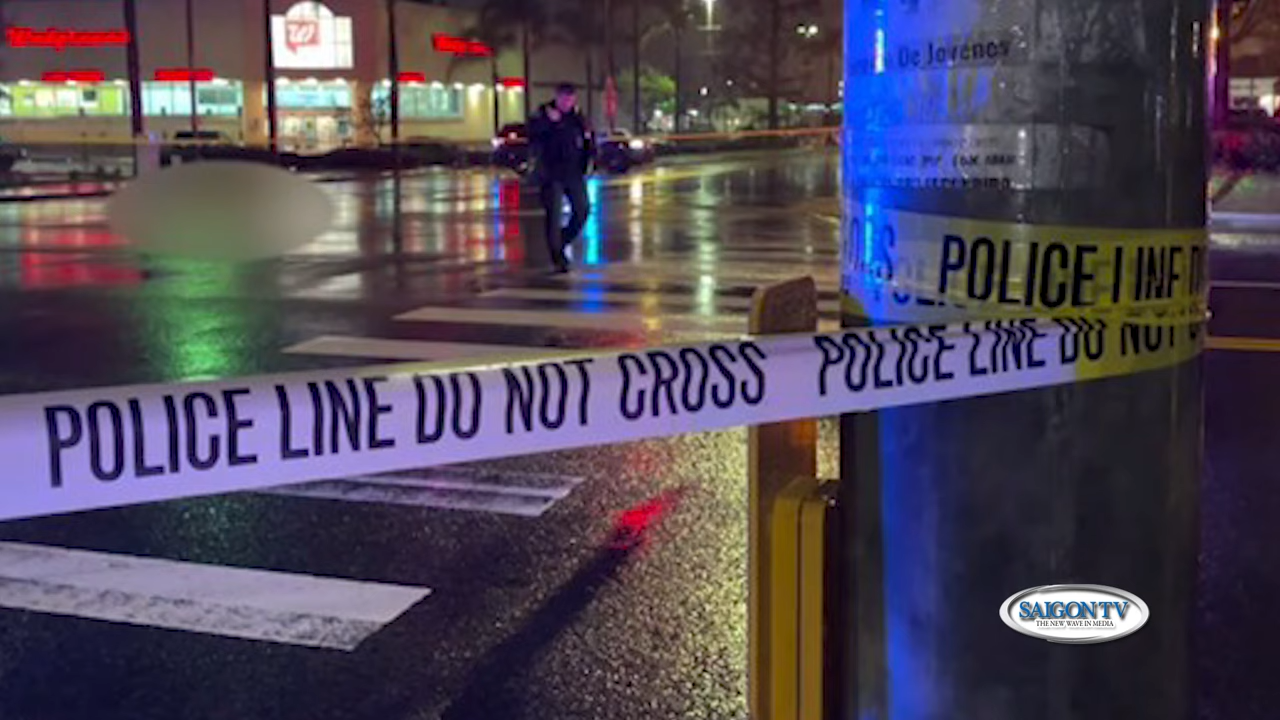 Walgreens
De Jovenes
POLICE LINE D
POLICE LINE DO NOT CROSS POLICE LINE DO NOT C
SAIGON TV
THE NEW WAVE IN MEDIA